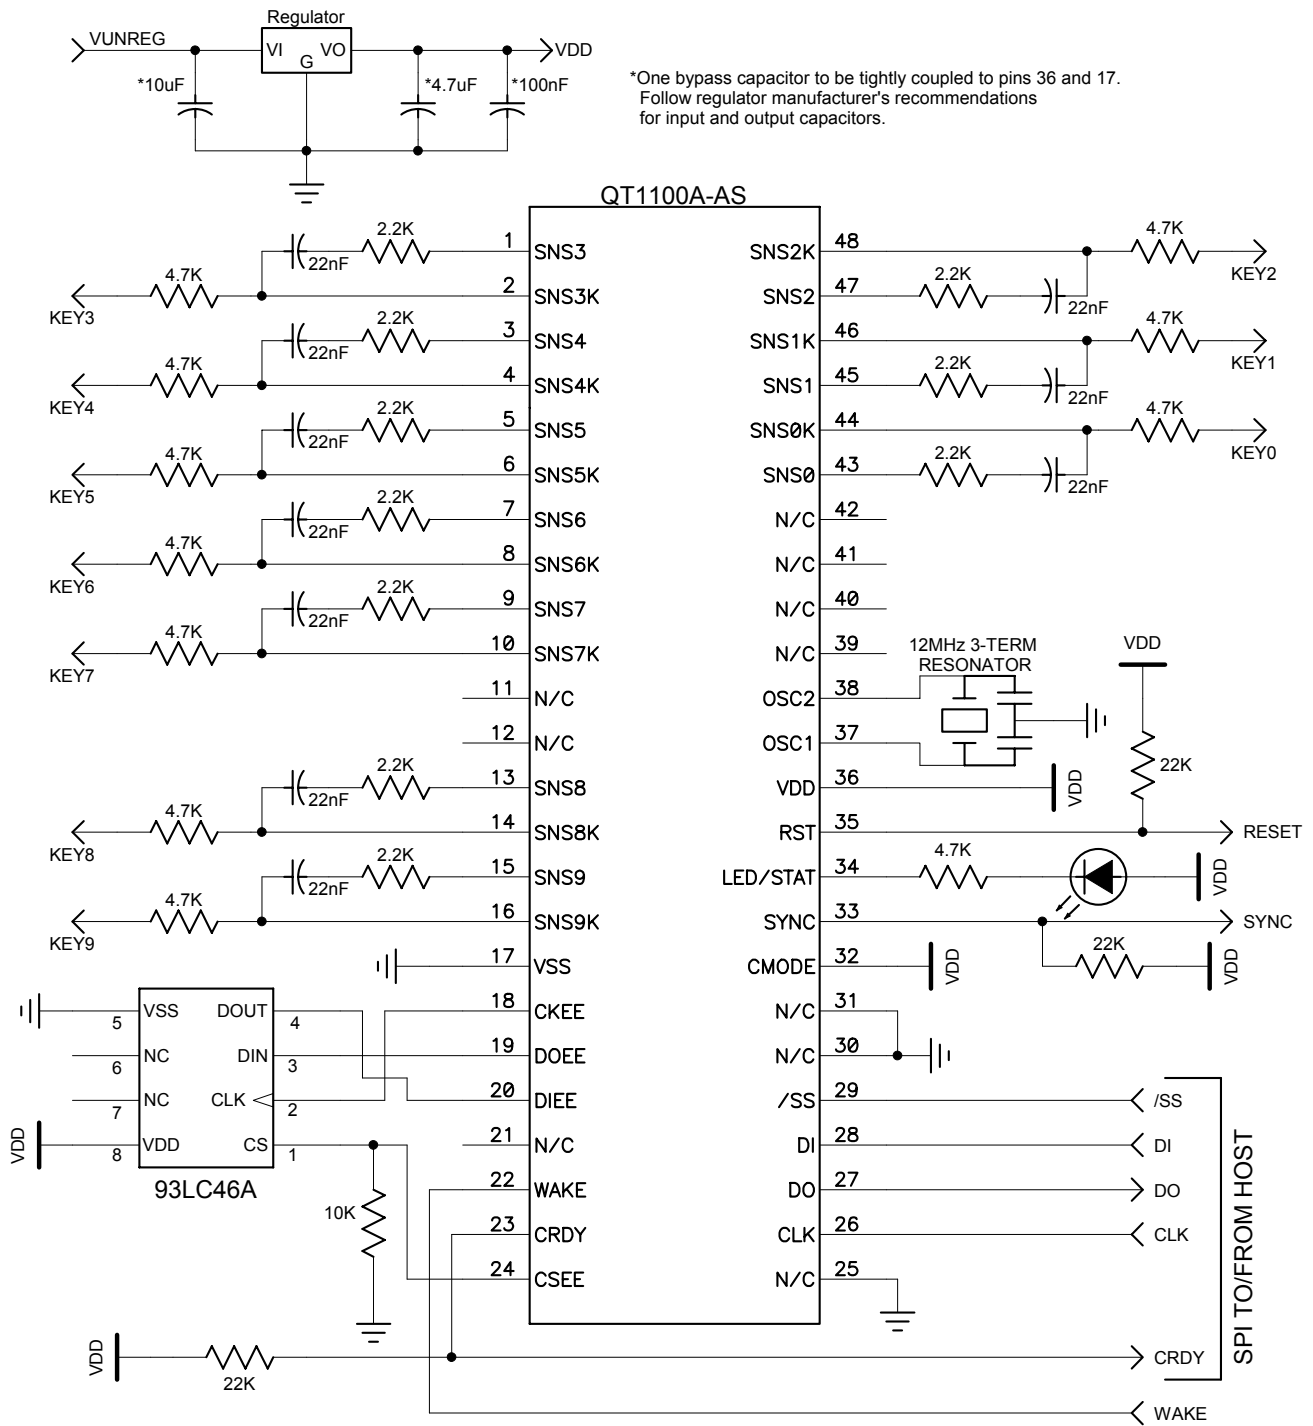 Regulator
VUNREG
VI
VO
G
VDD
*10uF
*4.7uF
*100nF
*One bypass capacitor to be tightly coupled to pins 36 and 17.
Follow regulator manufacturer's recommendations
for input and output capacitors.
QT1100A-AS
2.2K
22nF
1
SNS3
4.7K
KEY3
2
SNS3K
2.2K
22nF
3
SNS4
4.7K
KEY4
4
SNS4K
2.2K
22nF
5
SNS5
4.7K
KEY5
6
SNS5K
2.2K
22nF
7
SNS6
4.7K
KEY6
8
SNS6K
2.2K
22nF
9
SNS7
4.7K
KEY7
10
SNS7K
11
N/C
12
N/C
2.2K
22nF
13
SNS8
4.7K
KEY8
14
SNS8K
2.2K
22nF
15
SNS9
4.7K
KEY9
16
SNS9K
17
VSS
18
CKEE
19
DOEE
20
DIEE
21
N/C
22
WAKE
23
CRDY
24
CSEE
SNS2K
48
4.7K
KEY2
SNS2
47
2.2K
22nF
SNS1K
46
4.7K
KEY1
SNS1
45
2.2K
22nF
SNS0K
44
4.7K
KEY0
SNS0
43
2.2K
22nF
N/C
42
N/C
41
N/C
40
N/C
39
12MHz 3-TERM
RESONATOR
OSC2
38
OSC1
37
VDD
36
VDD
VDD
22K
RST
35
RESET
LED/STAT
34
4.7K
VDD
SYNC
33
SYNC
22K
VDD
CMODE
32
VDD
N/C
31
N/C
30
/SS
29
/SS
DI
28
DI
DO
27
DO
CLK
26
CLK
N/C
25
SPI TO/FROM HOST
CRDY
WAKE
5
VSS
DOUT
4
6
NC
DIN
3
7
NC
CLK
2
VDD
8
VDD
CS
1
93LC46A
10K
VDD
22K